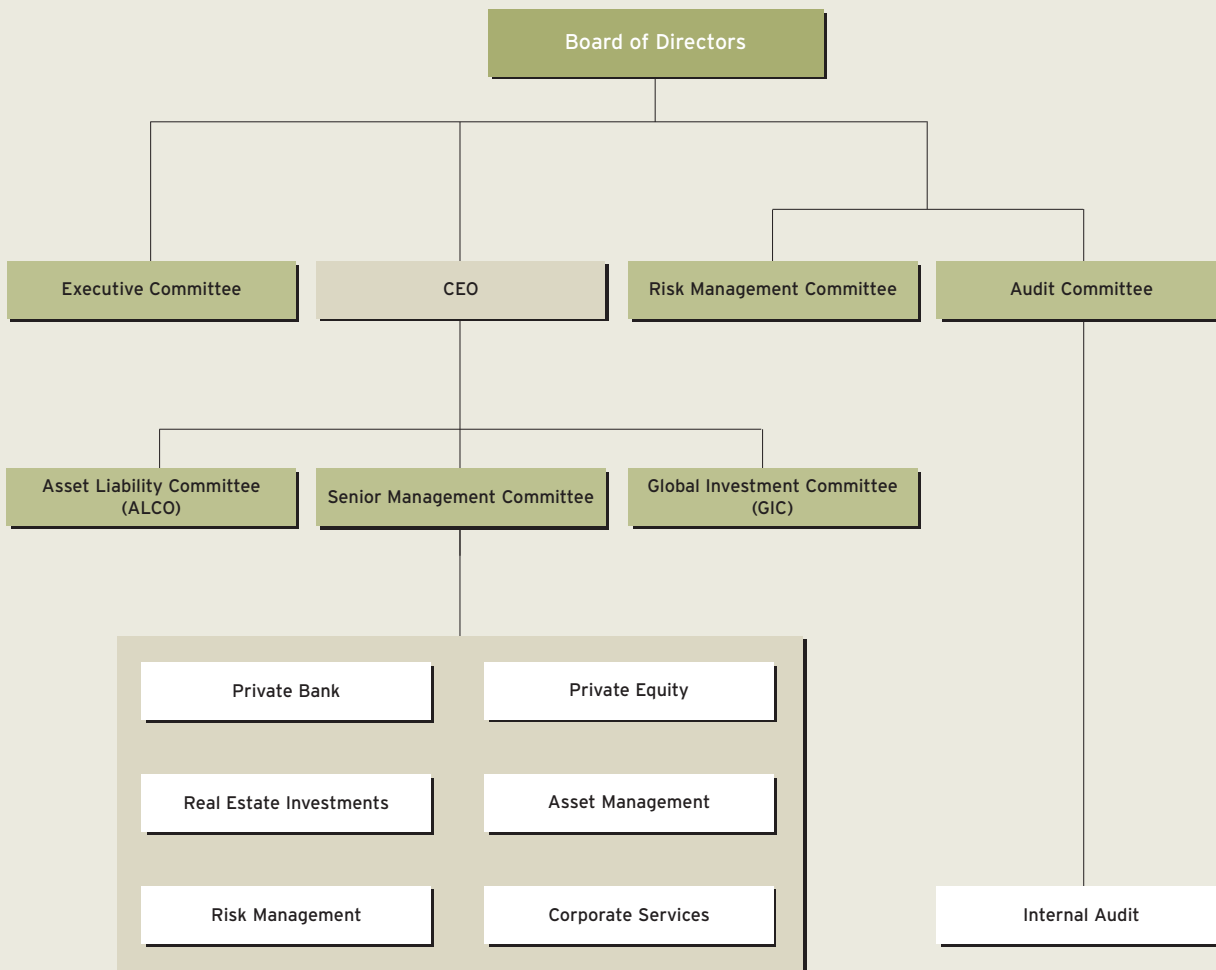 Board of Directors
Executive Committee
CEO
Risk Management Committee
Audit Committee
Asset Liability Committee
(ALCO)
Senior Management Committee
Global Investment Committee
(GIC)
Private Bank
Private Equity
Real Estate Investments
Asset Management
Risk Management
Corporate Services
Internal Audit